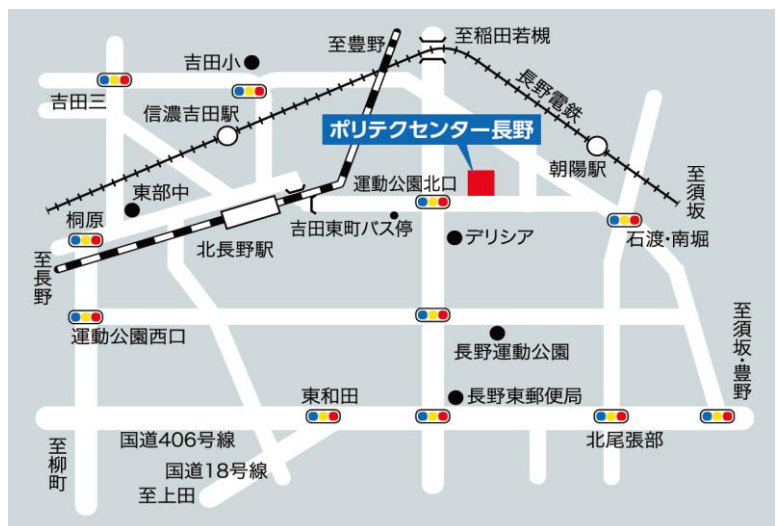 至豊野
至稲田若槻
吉田小
吉田三
信濃吉田駅
長野電鉄
ポリテクセンター長野
朝陽駅
至須坂
東部中
運動公園北口
桐原
吉田東町バス停
デリシア
石渡・南堀
北長野駅
至長野
運動公園西口
長野運動公園
至須坂・豊野
東和田
長野東郵便局
国道406号線
北尾張部
至柳町
国道18号線
至上田